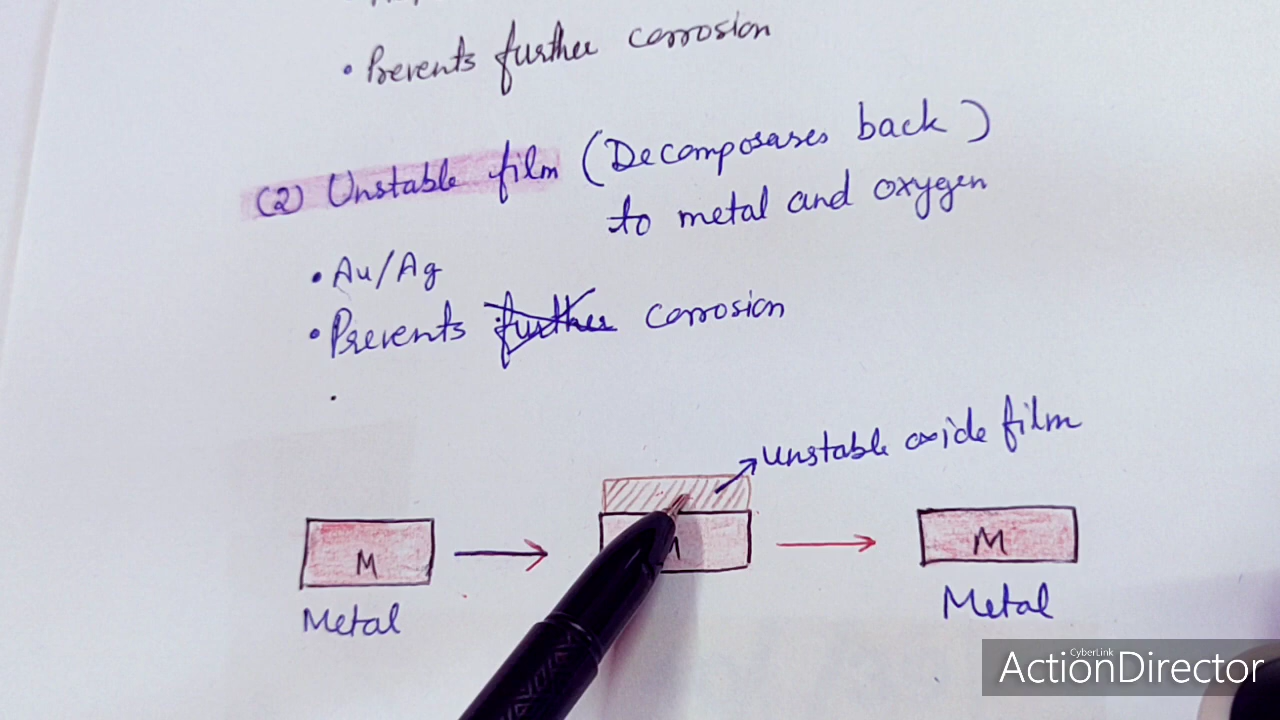 • Prevents further corrosion
(2) Unstable film (Decomposases back)
to metal and oxygen
• Au/Ag
• Prevents further corrosion
•
unstable oxide film
M M M
Metal Metal
CyberLink
ActionDirector